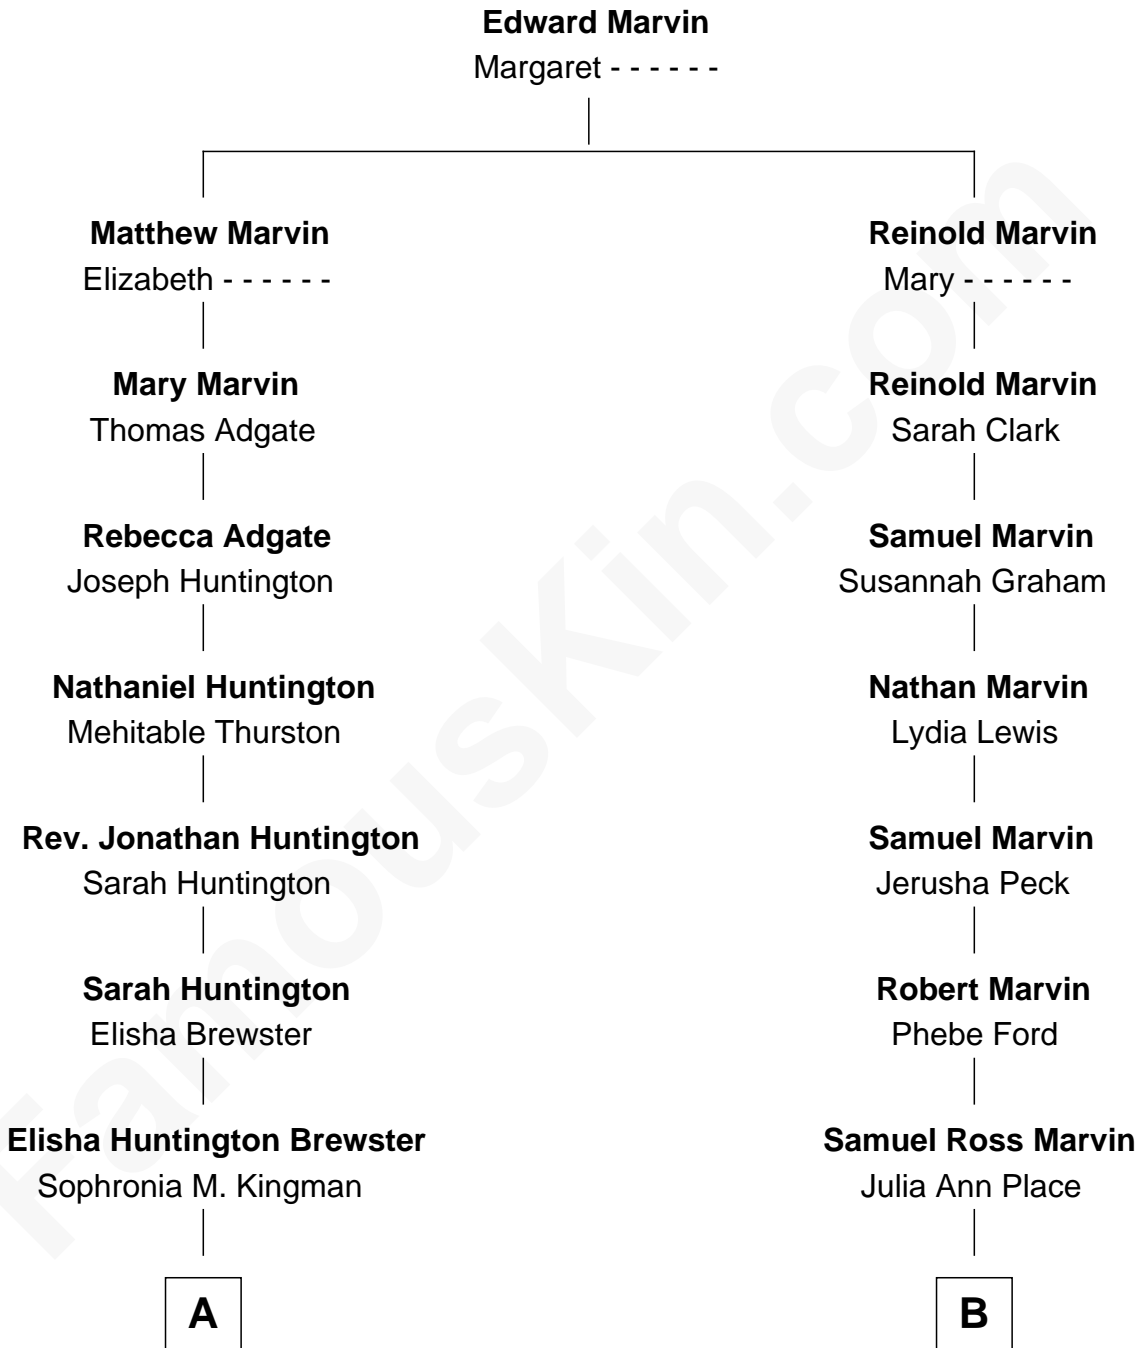 Edward Marvin
Margaret - - - - - -
Matthew Marvin
Elizabeth - - - - - -
Reinold Marvin
Mary - - - - - -
Mary Marvin
Thomas Adgate
Reinold Marvin
Sarah Clark
Rebecca Adgate
Joseph Huntington
Samuel Marvin
Susannah Graham
Nathaniel Huntington
Mehitable Thurston
Nathan Marvin
Lydia Lewis
Rev. Jonathan Huntington
Sarah Huntington
Samuel Marvin
Jerusha Peck
Sarah Huntington
Elisha Brewster
Robert Marvin
Phebe Ford
Elisha Huntington Brewster
Sophronia M. Kingman
Samuel Ross Marvin
Julia Ann Place
A
B
FamousKin.com